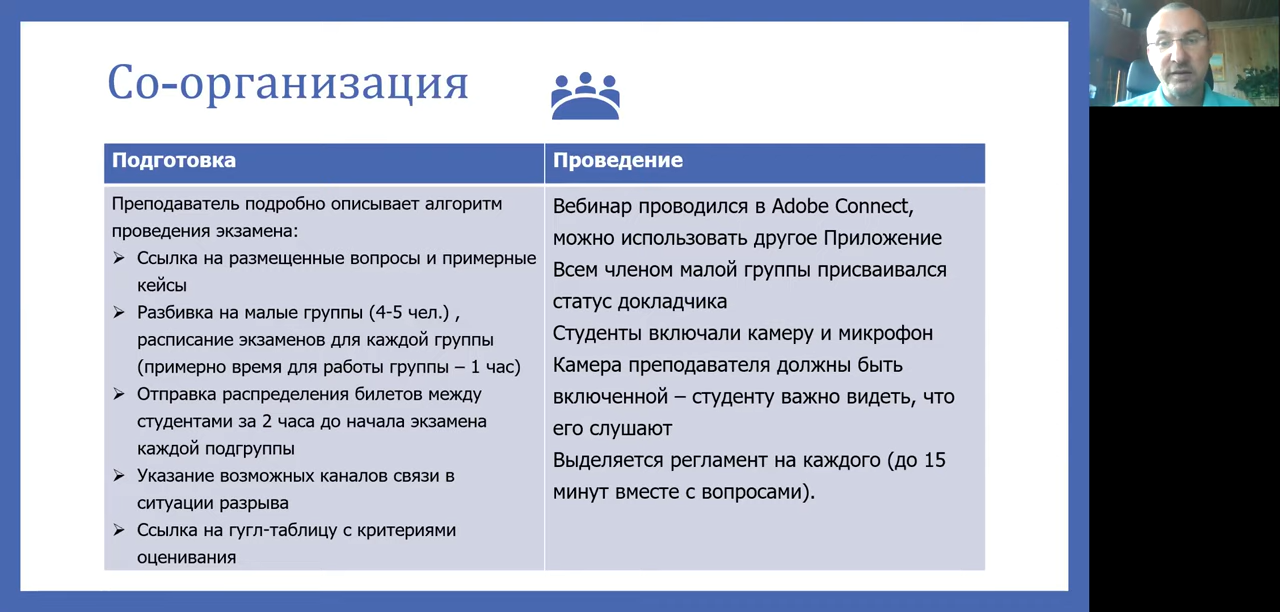 Со-организация
Подготовка
Преподаватель подробно описывает алгоритм
проведения экзамена:
➢ Ссылка на размещенные вопросы и примерные
кейсы
➢ Разбивка на малые группы (4-5 чел.) ,
расписание экзаменов для каждой группы
(примерно время для работы группы – 1 час)
➢ Отправка распределения билетов между
студентами за 2 часа до начала экзамена
каждой подгруппы
➢ Указание возможных каналов связи в
ситуации разрыва
➢ Ссылка на гугл-таблицу с критериями
оценивания
Проведение
Вебинар проводился в Adobe Connect,
можно использовать другое Приложение
Всем членом малой группы присваивался
статус докладчика
Студенты включали камеру и микрофон
Камера преподавателя должны быть
включенной – студенту важно видеть, что
его слушают
Выделяется регламент на каждого (до 15
минут вместе с вопросами).